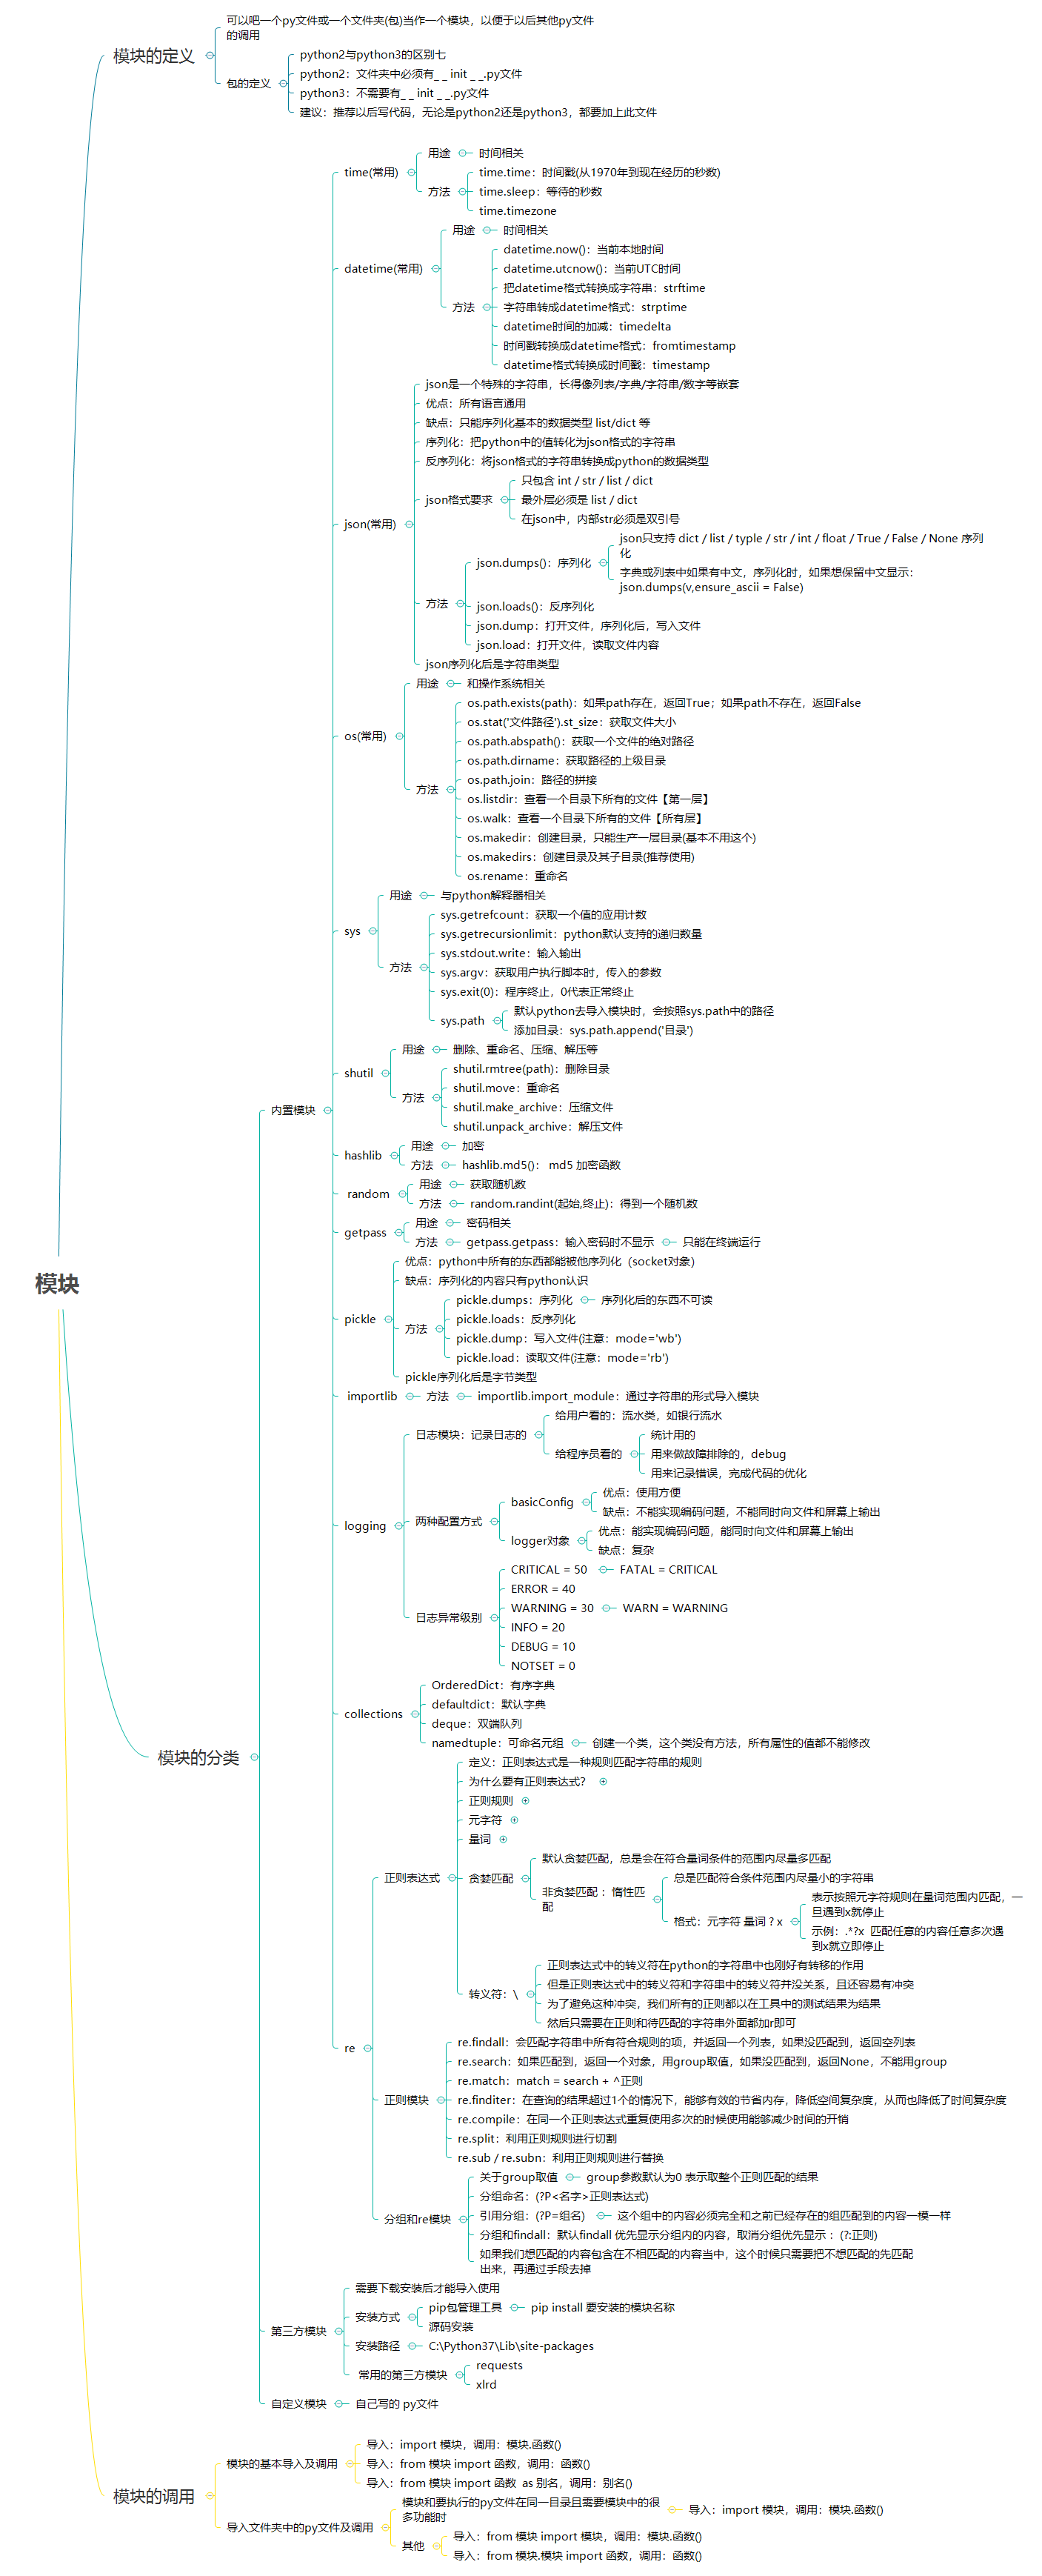 模块
模块的定义
可以吧一个py文件或一个文件夹(包)当作一个模块，以便于以后其他py文件
的调用
包的定义
python2与python3的区别七
python2：文件夹中必须有_ _ init _ _.py文件
python3：不需要有_ _ init _ _.py文件
建议：推荐以后写代码，无论是python2还是python3，都要加上此文件
模块的分类
内置模块
time(常用)
用途
时间相关
方法
time.time：时间戳(从1970年到现在经历的秒数)
time.sleep：等待的秒数
time.timezone
datetime(常用)
用途
时间相关
方法
datetime.now()：当前本地时间
datetime.utcnow()：当前UTC时间
把datetime格式转换成字符串：strftime
字符串转成datetime格式：strptime
datetime时间的加减：timedelta
时间戳转换成datetime格式：fromtimestamp
datetime格式转换成时间戳：timestamp
json(常用)
json是一个特殊的字符串，长得像列表/字典/字符串/数字等嵌套
优点：所有语言通用
缺点：只能序列化基本的数据类型 list/dict 等
序列化：把python中的值转化为json格式的字符串
反序列化：将json格式的字符串转换成python的数据类型
json格式要求
只包含 int / str / list / dict
最外层必须是 list / dict
在json中，内部str必须是双引号
方法
json.dumps()：序列化
json只支持 dict / list / typle / str / int / float / True / False / None 序列
化
字典或列表中如果有中文，序列化时，如果想保留中文显示：
json.dumps(v,ensure_ascii = False)
json.loads()：反序列化
json.dump：打开文件，序列化后，写入文件
json.load：打开文件，读取文件内容
json序列化后是字符串类型
os(常用)
用途
和操作系统相关
方法
os.path.exists(path)：如果path存在，返回True；如果path不存在，返回False
os.stat('文件路径').st_size：获取文件大小
os.path.abspath()：获取一个文件的绝对路径
os.path.dirname：获取路径的上级目录
os.path.join：路径的拼接
os.listdir：查看一个目录下所有的文件【第一层】
os.walk：查看一个目录下所有的文件【所有层】
os.makedir：创建目录，只能生产一层目录(基本不用这个)
os.makedirs：创建目录及其子目录(推荐使用)
os.rename：重命名
sys
用途
与python解释器相关
方法
sys.getrefcount：获取一个值的应用计数
sys.getrecursionlimit：python默认支持的递归数量
sys.stdout.write：输入输出
sys.argv：获取用户执行脚本时，传入的参数
sys.exit(0)：程序终止，0代表正常终止
sys.path
默认python去导入模块时，会按照sys.path中的路径
添加目录：sys.path.append('目录')
shutil
用途
删除、重命名、压缩、解压等
方法
shutil.rmtree(path)：删除目录
shutil.move：重命名
shutil.make_archive：压缩文件
shutil.unpack_archive：解压文件
hashlib
用途
加密
方法
hashlib.md5()： md5 加密函数
random
用途
获取随机数
方法
random.randint(起始,终止)：得到一个随机数
getpass
用途
密码相关
方法
getpass.getpass：输入密码时不显示
只能在终端运行
pickle
优点：python中所有的东西都能被他序列化（socket对象）
缺点：序列化的内容只有python认识
方法
pickle.dumps：序列化
序列化后的东西不可读
pickle.loads：反序列化
pickle.dump：写入文件(注意：mode='wb')
pickle.load：读取文件(注意：mode='rb')
pickle序列化后是字节类型
importlib
方法
importlib.import_module：通过字符串的形式导入模块
logging
日志模块：记录日志的
给用户看的：流水类，如银行流水
给程序员看的
统计用的
用来做故障排除的，debug
用来记录错误，完成代码的优化
两种配置方式
basicConfig
优点：使用方便
缺点：不能实现编码问题，不能同时向文件和屏幕上输出
logger对象
优点：能实现编码问题，能同时向文件和屏幕上输出
缺点：复杂
日志异常级别
CRITICAL = 50
FATAL = CRITICAL
ERROR = 40
WARNING = 30
WARN = WARNING
INFO = 20
DEBUG = 10
NOTSET = 0
collections
OrderedDict：有序字典
defaultdict：默认字典
deque：双端队列
namedtuple：可命名元组
创建一个类，这个类没有方法，所有属性的值都不能修改
re
正则表达式
定义：正则表达式是一种规则匹配字符串的规则
为什么要有正则表达式？
正则规则
元字符
量词
贪婪匹配
默认贪婪匹配，总是会在符合量词条件的范围内尽量多匹配
非贪婪匹配 ：惰性匹
配
总是匹配符合条件范围内尽量小的字符串
格式：元字符 量词 ? x
表示按照元字符规则在量词范围内匹配，一
旦遇到x就停止
示例：.*?x  匹配任意的内容任意多次遇
到x就立即停止
转义符：\
正则表达式中的转义符在python的字符串中也刚好有转移的作用
但是正则表达式中的转义符和字符串中的转义符并没关系，且还容易有冲突
为了避免这种冲突，我们所有的正则都以在工具中的测试结果为结果
然后只需要在正则和待匹配的字符串外面都加r即可
正则模块
re.findall：会匹配字符串中所有符合规则的项，并返回一个列表，如果没匹配到，返回空列表
re.search：如果匹配到，返回一个对象，用group取值，如果没匹配到，返回None，不能用group
re.match：match = search + ^正则
re.finditer：在查询的结果超过1个的情况下，能够有效的节省内存，降低空间复杂度，从而也降低了时间复杂度
re.compile：在同一个正则表达式重复使用多次的时候使用能够减少时间的开销
re.split：利用正则规则进行切割
re.sub / re.subn：利用正则规则进行替换
分组和re模块
关于group取值
group参数默认为0 表示取整个正则匹配的结果
分组命名：(?P<名字>正则表达式)
引用分组：(?P=组名)
这个组中的内容必须完全和之前已经存在的组匹配到的内容一模一样
分组和findall：默认findall 优先显示分组内的内容，取消分组优先显示 ：(?:正则)
如果我们想匹配的内容包含在不相匹配的内容当中，这个时候只需要把不想匹配的先匹配
出来，再通过手段去掉
第三方模块
需要下载安装后才能导入使用
安装方式
pip包管理工具
pip install 要安装的模块名称
源码安装
安装路径
C:\Python37\Lib\site-packages
常用的第三方模块
requests
xlrd
自定义模块
自己写的 py文件
模块的调用
模块的基本导入及调用
导入：import 模块，调用：模块.函数()
导入：from 模块 import 函数，调用：函数()
导入：from 模块 import 函数  as 别名，调用：别名()
导入文件夹中的py文件及调用
模块和要执行的py文件在同一目录且需要模块中的很
多功能时
导入：import 模块，调用：模块.函数()
其他
导入：from 模块 import 模块，调用：模块.函数()
导入：from 模块.模块 import 函数，调用：函数()